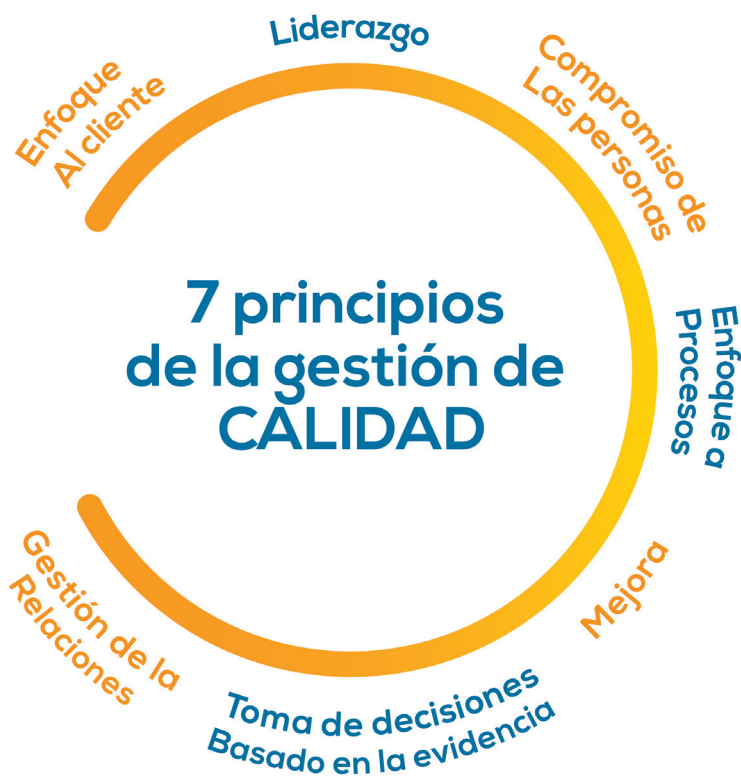 7 principios
de la gestión de
CALIDAD
Enfoque
Al cliente
Liderazgo
Compromiso de
Las personas
Enfoque a
Procesos
Mejora
Toma de decisiones
Basado en la evidencia
Gestión de la
Relaciones